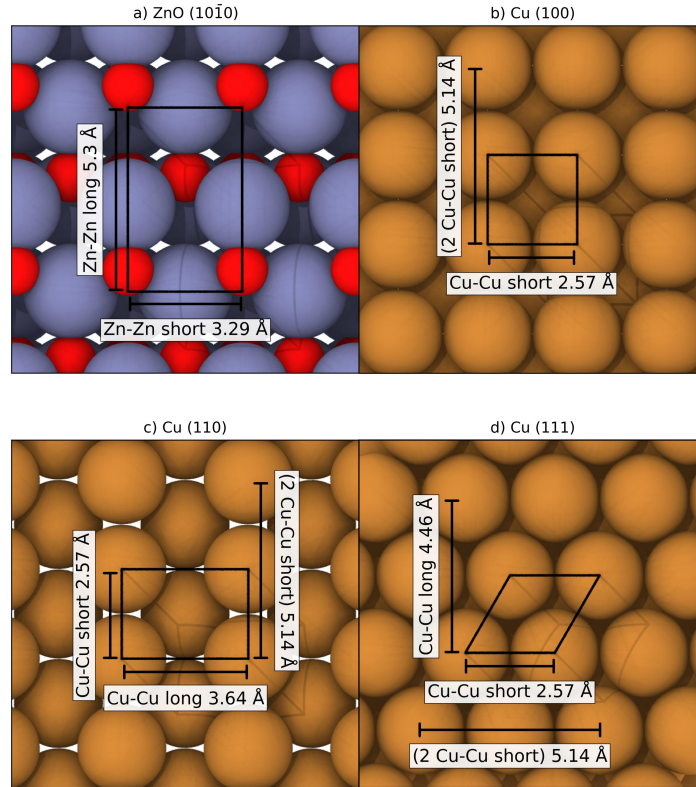 a) ZnO (101̄0)
b) Cu (100)
Zn-Zn long 5.3 Å
Zn-Zn short 3.29 Å
(2 Cu-Cu short) 5.14 Å
Cu-Cu short 2.57 Å
c) Cu (110)
d) Cu (111)
Cu-Cu short 2.57 Å
(2 Cu-Cu short) 5.14 Å
Cu-Cu long 3.64 Å
Cu-Cu long 4.46 Å
Cu-Cu short 2.57 Å
(2 Cu-Cu short) 5.14 Å